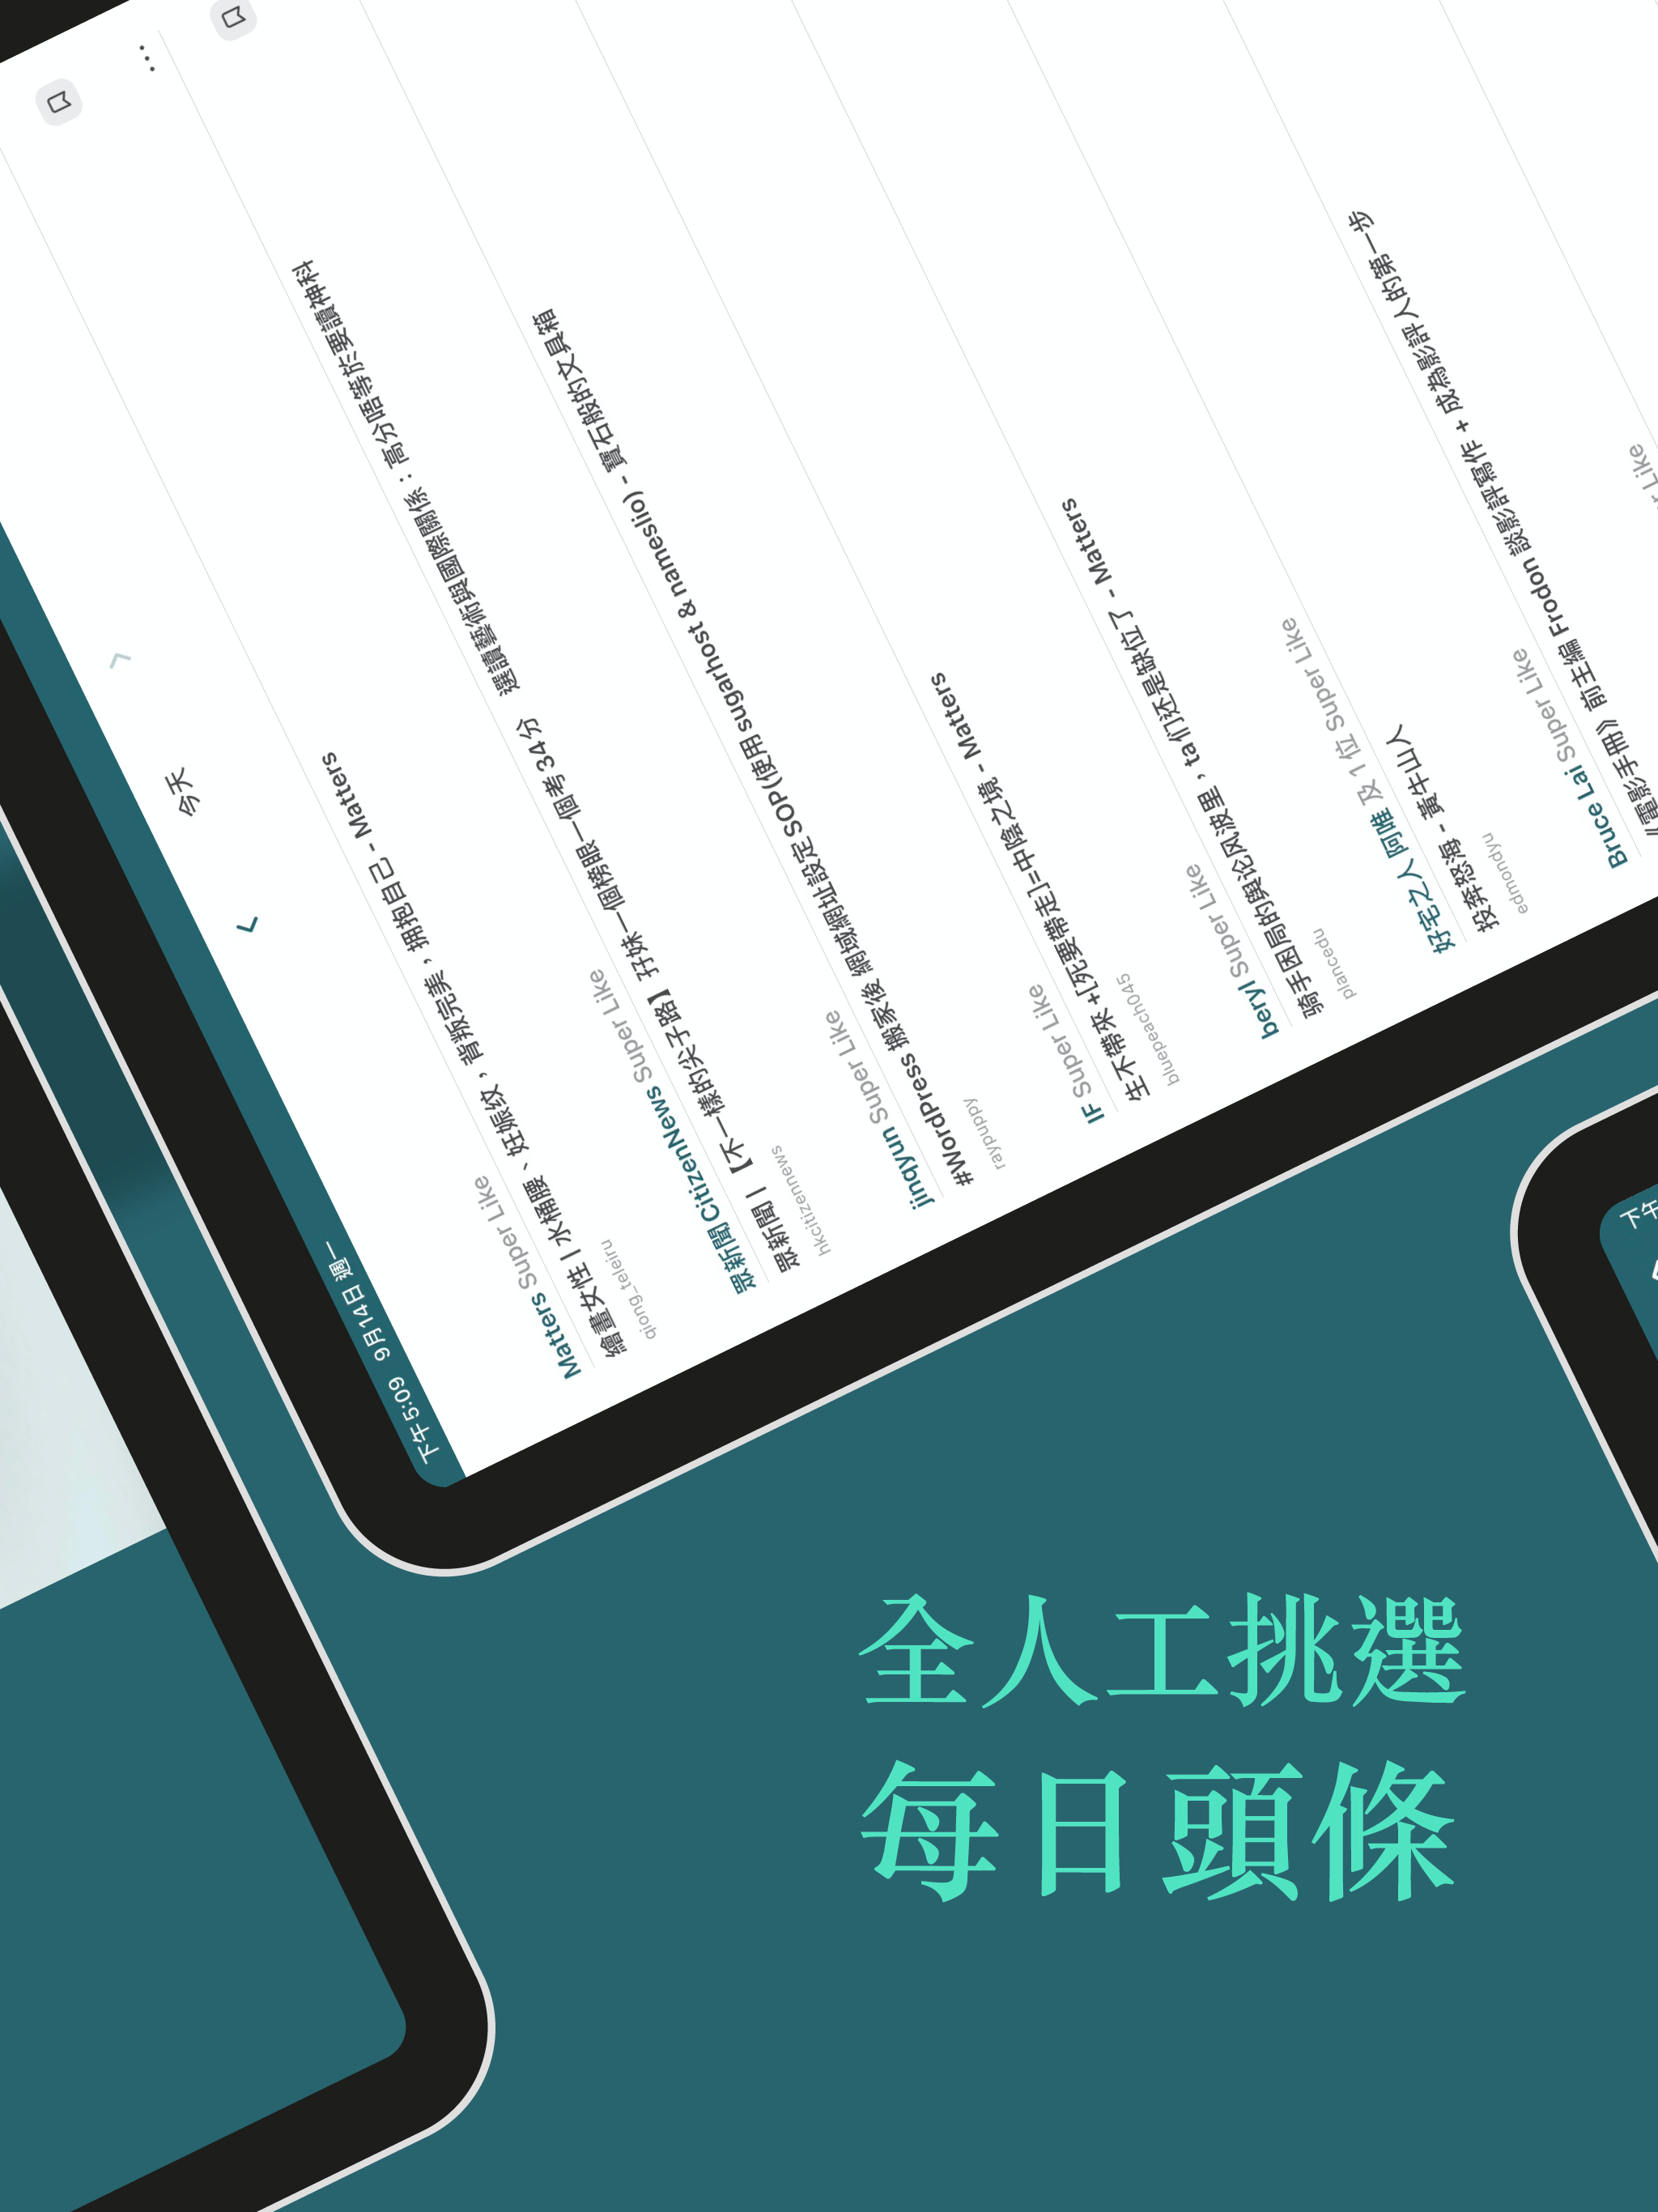 下午5:09 9月14日 週一
今天
Matters Super Like
繪畫女性 | 水桶腰、妊娠纹，背叛完美，拥抱自己 - Matters
qiong_teleiru
眾新聞 CitizenNews Super Like
眾新聞 | 【不一樣的尖子路】孖妹一個榜眼一個考34分 選讀藝術與國際關係：高分唔等於要讀神科
hkcitizennews
jingyun Super Like
#WordPress 搬家後 網域網址設定 SOP(使用 sugarhost & nameslio) - 寶石般的文具箱
raypuppy
IF Super Like
生不帶來+[死要帶走]=中陰之境 - Matters
bluepeach045
beryl Super Like
骑手困局的舆论风波里，ta们还是缺位了 - Matters
plancedu
好宅之人 阿唯 及 1 位 Super Like
投奔怒海 - 黃牛山人
edmondyu
Bruce Lai Super Like
《電影手冊》前主編 Frodon 談影評寫作 + 成為影評人的第一步
Like
下午
全人工挑選
每日頭條